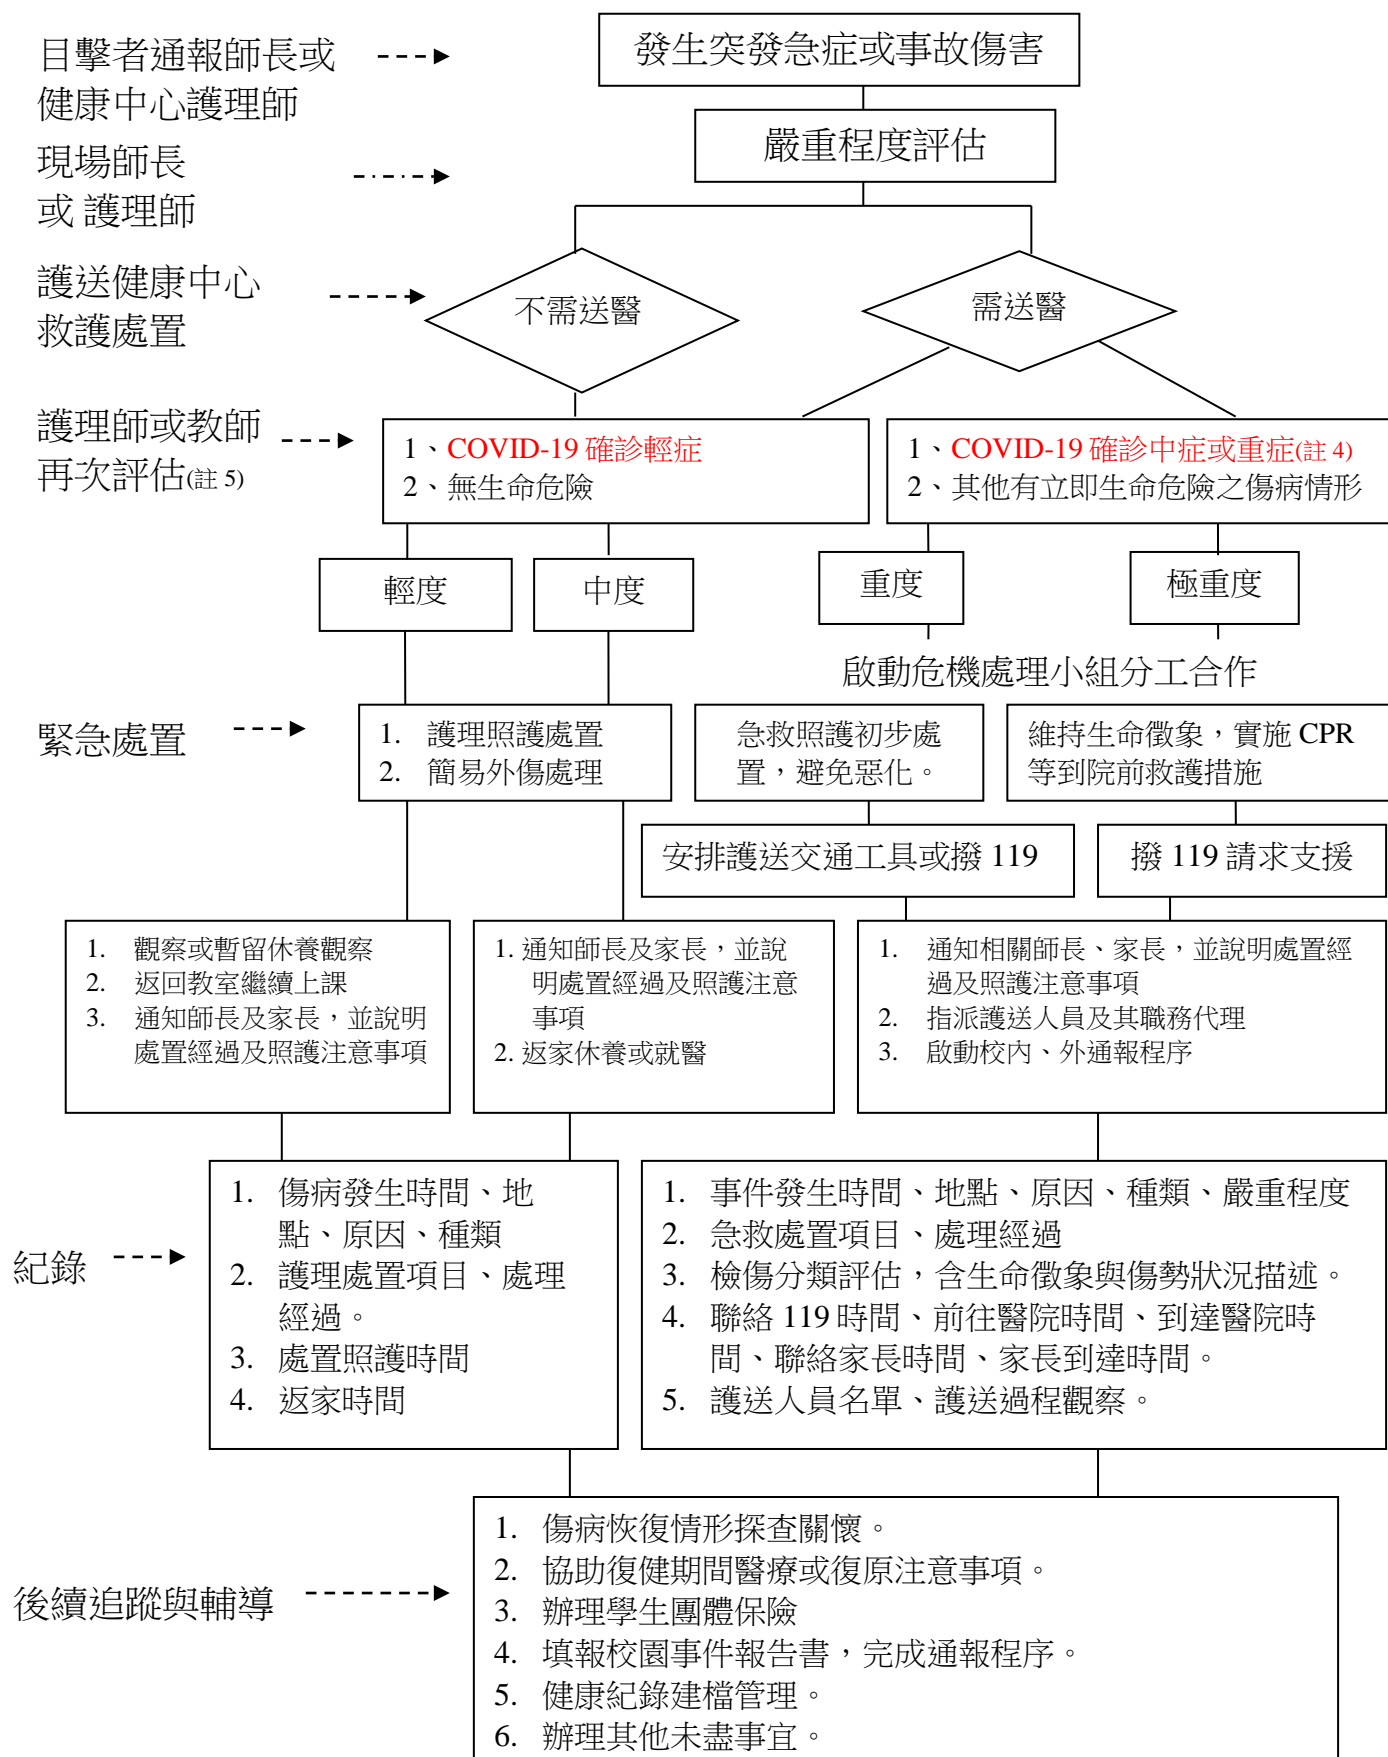 目擊者通報師長或
健康中心護理師
發生突發急症或事故傷害
現場師長
或 護理師
嚴重程度評估
護送健康中心
救護處置
不需送醫
需送醫
護理師或教師
再次評估(註 5)
1、COVID-19 確診輕症
2、無生命危險
1、COVID-19 確診中症或重症(註 4)
2、其他有立即生命危險之傷病情形
輕度
中度
重度
極重度
啟動危機處理小組分工合作
緊急處置
1. 護理照護處置
2. 簡易外傷處理
急救照護初步處
置，避免惡化。
維持生命徵象，實施 CPR
等到院前救護措施
安排護送交通工具或撥 119
撥 119 請求支援
1. 觀察或暫留休養觀察
2. 返回教室繼續上課
3. 通知師長及家長，並說明
處置經過及照護注意事項
1. 通知師長及家長，並說
明處置經過及照護注意
事項
2. 返家休養或就醫
1. 通知相關師長、家長，並說明處置經
過及照護注意事項
2. 指派護送人員及其職務代理
3. 啟動校內、外通報程序
紀錄
1. 傷病發生時間、地
點、原因、種類
2. 護理處置項目、處理
經過。
3. 處置照護時間
4. 返家時間
1. 事件發生時間、地點、原因、種類、嚴重程度
2. 急救處置項目、處理經過
3. 檢傷分類評估，含生命徵象與傷勢狀況描述。
4. 聯絡 119 時間、前往醫院時間、到達醫院時
間、聯絡家長時間、家長到達時間。
5. 護送人員名單、護送過程觀察。
後續追蹤與輔導
1. 傷病恢復情形探查關懷。
2. 協助復健期間醫療或復原注意事項。
3. 辦理學生團體保險
4. 填報校園事件報告書，完成通報程序。
5. 健康紀錄建檔管理。
6. 辦理其他未盡事宜。